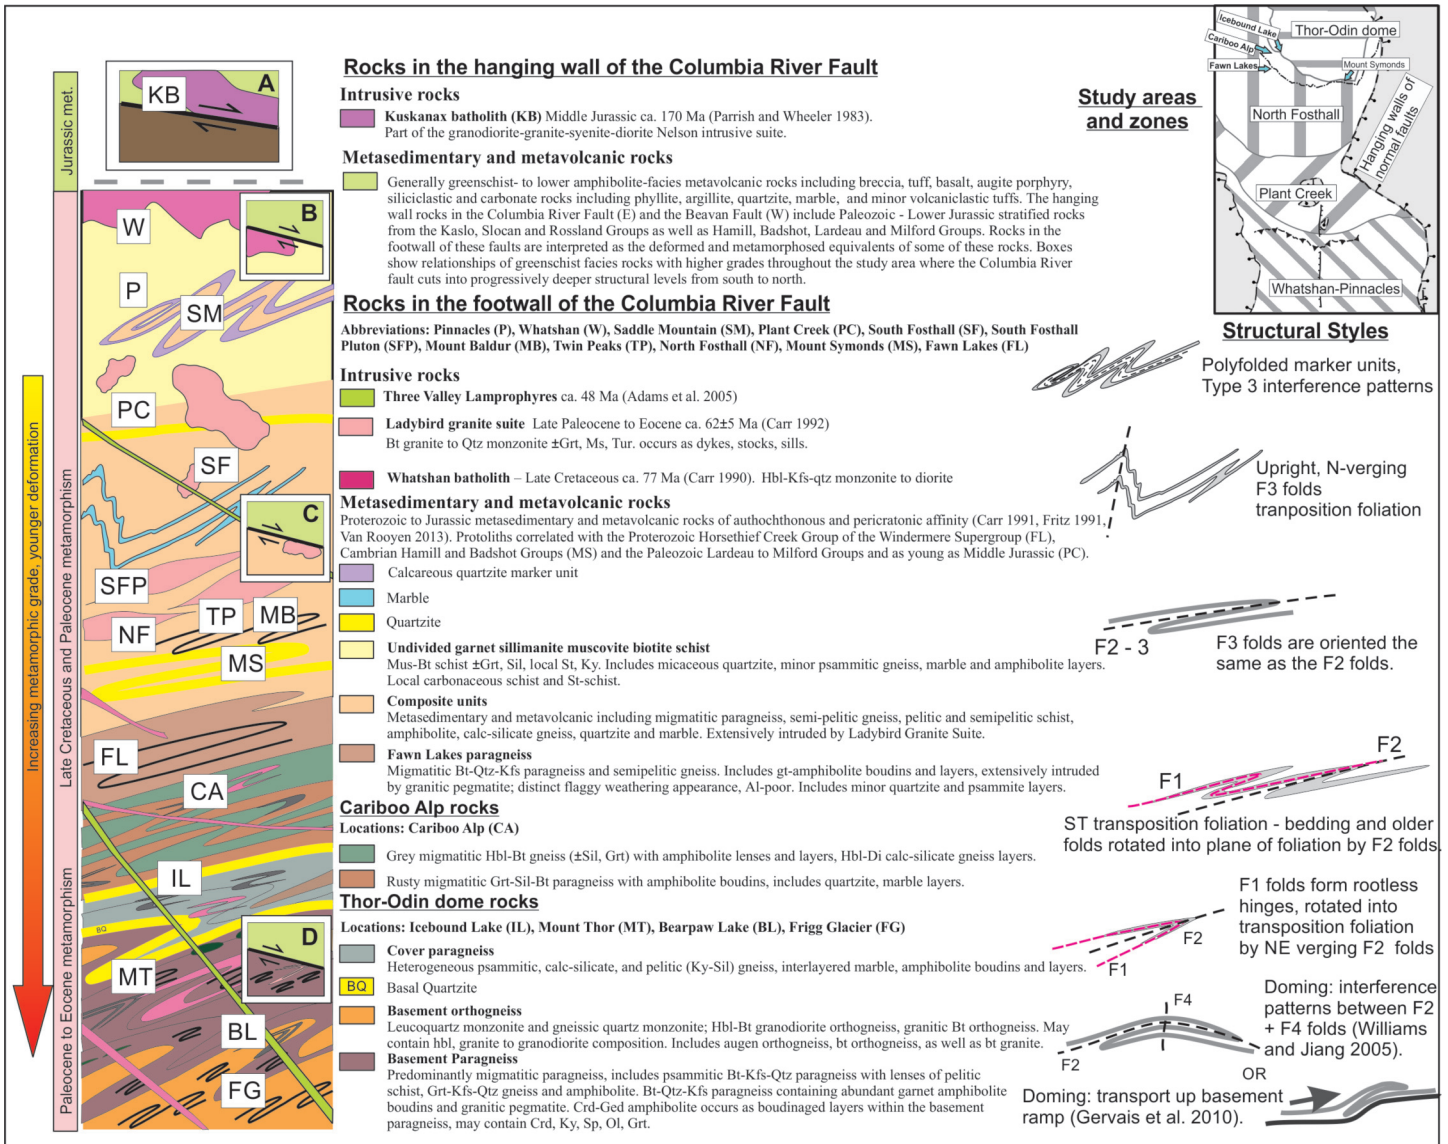 Jurassic met.
Late Cretaceous and Paleocene metamorphism
Paleocene to Eocene metamorphism
Increasing metamorphic grade, younger deformation
KB
A
W
B
P
SM
PC
SF
C
SFP
TP
MB
NF
MS
FL
CA
IL
BQ
D
MT
BL
FG
Rocks in the hanging wall of the Columbia River Fault
Intrusive rocks
Kuskanax batholith (KB) Middle Jurassic ca. 170 Ma (Parrish and Wheeler 1983).
Part of the granodiorite-granite-syenite-diorite Nelson intrusive suite.
Metasedimentary and metavolcanic rocks
Generally greenschist- to lower amphibolite-facies metavolcanic rocks including breccia, tuff, basalt, augite porphyry,
siliciclastic and carbonate rocks including phyllite, argillite, quartzite, marble, and minor volcaniclastic tuffs. The hanging
wall rocks in the Columbia River Fault (E) and the Beavan Fault (W) include Paleozoic - Lower Jurassic stratified rocks
from the Kaslo, Slocan and Rossland Groups as well as Hamill, Badshot, Lardeau and Milford Groups. Rocks in the
footwall of these faults are interpreted as the deformed and metamorphosed equivalents of some of these rocks. Boxes
show relationships of greenschist facies rocks with higher grades throughout the study area where the Columbia River
fault cuts into progressively deeper structural levels from south to north.
Rocks in the footwall of the Columbia River Fault
Abbreviations: Pinnacles (P), Whatshan (W), Saddle Mountain (SM), Plant Creek (PC), South Fosthall (SF), South Fosthall
Pluton (SFP), Mount Baldur (MB), Twin Peaks (TP), North Fosthall (NF), Mount Symonds (MS), Fawn Lakes (FL)
Intrusive rocks
Three Valley Lamprophyres ca. 48 Ma (Adams et al. 2005)
Ladybird granite suite Late Paleocene to Eocene ca. 62±5 Ma (Carr 1992)
Bt granite to Qtz monzonite ±Grt, Ms, Tur. occurs as dykes, stocks, sills.
Whatshan batholith – Late Cretaceous ca. 77 Ma (Carr 1990). Hbl-Kfs-qtz monzonite to diorite
Metasedimentary and metavolcanic rocks
Proterozoic to Jurassic metasedimentary and metavolcanic rocks of authochthonous and pericratonic affinity (Carr 1991, Fritz 1991,
Van Rooyen 2013). Protoliths correlated with the Proterozoic Horsethief Creek Group of the Windermere Supergroup (FL),
Cambrian Hamill and Badshot Groups (MS) and the Paleozoic Lardeau to Milford Groups and as young as Middle Jurassic (PC).
Calcareous quartzite marker unit
Marble
Quartzite
Undivided garnet sillimanite muscovite biotite schist
Mus-Bt schist ±Grt, Sil, local St, Ky. Includes micaceous quartzite, minor psammitic gneiss, marble and amphibolite layers.
Local carbonaceous schist and St-schist.
Composite units
Metasedimentary and metavolcanic including migmatitic paragneiss, semi-pelitic gneiss, pelitic and semipelitic schist,
amphibolite, calc-silicate gneiss, quartzite and marble. Extensively intruded by Ladybird Granite Suite.
Fawn Lakes paragneiss
Migmatitic Bt-Qtz-Kfs paragneiss and semipelitic gneiss. Includes gt-amphibolite boudins and layers, extensively intruded
by granitic pegmatite; distinct flaggy weathering appearance, Al-poor. Includes minor quartzite and psammite layers.
Cariboo Alp rocks
Locations: Cariboo Alp (CA)
Grey migmatitic Hbl-Bt gneiss (±Sil, Grt) with amphibolite lenses and layers, Hbl-Di calc-silicate gneiss layers.
Rusty migmatitic Grt-Sil-Bt paragneiss with amphibolite boudins, includes quartzite, marble layers.
Thor-Odin dome rocks
Locations: Icebound Lake (IL), Mount Thor (MT), Bearpaw Lake (BL), Frigg Glacier (FG)
Cover paragneiss
Heterogeneous psammitic, calc-silicate, and pelitic (Ky-Sil) gneiss, interlayered marble, amphibolite boudins and layers.
BQ Basal Quartzite
Basement orthogneiss
Leucoquartz monzonite and gneissic quartz monzonite; Hbl-Bt granodiorite orthogneiss, granitic Bt orthogneiss. May
contain hbl, granite to granodiorite composition. Includes augen orthogneiss, bt orthogneiss, as well as bt granite.
Basement Paragneiss
Predominantly migmatitic paragneiss, includes psammitic Bt-Kfs-Qtz paragneiss with lenses of pelitic
schist, Grt-Kfs-Qtz gneiss and amphibolite. Bt-Qtz-Kfs paragneiss containing abundant garnet amphibolite
boudins and granitic pegmatite. Crd-Ged amphibolite occurs as boudinaged layers within the basement
paragneiss, may contain Crd, Ky, Sp, Ol, Grt.
Study areas
and zones
Icebound Lake
Cariboo Alp
Fawn Lakes
Thor-Odin dome
Mount Symonds
North Fosthall
Hanging walls of
normal faults
Plant Creek
Whatshan-Pinnacles
Structural Styles
Polyfolded marker units,
Type 3 interference patterns
Upright, N-verging
F3 folds
tranposition foliation
F2 - 3
F3 folds are oriented the
same as the F2 folds.
F1
F2
ST transposition foliation - bedding and older
folds rotated into plane of foliation by F2 folds.
F1 folds form rootless
hinges, rotated into
transposition foliation
by NE verging F2 folds
F2
F1
Doming: interference
patterns between F2
+ F4 folds (Williams
and Jiang 2005).
F4
F2
OR
Doming: transport up basement
ramp (Gervais et al. 2010).